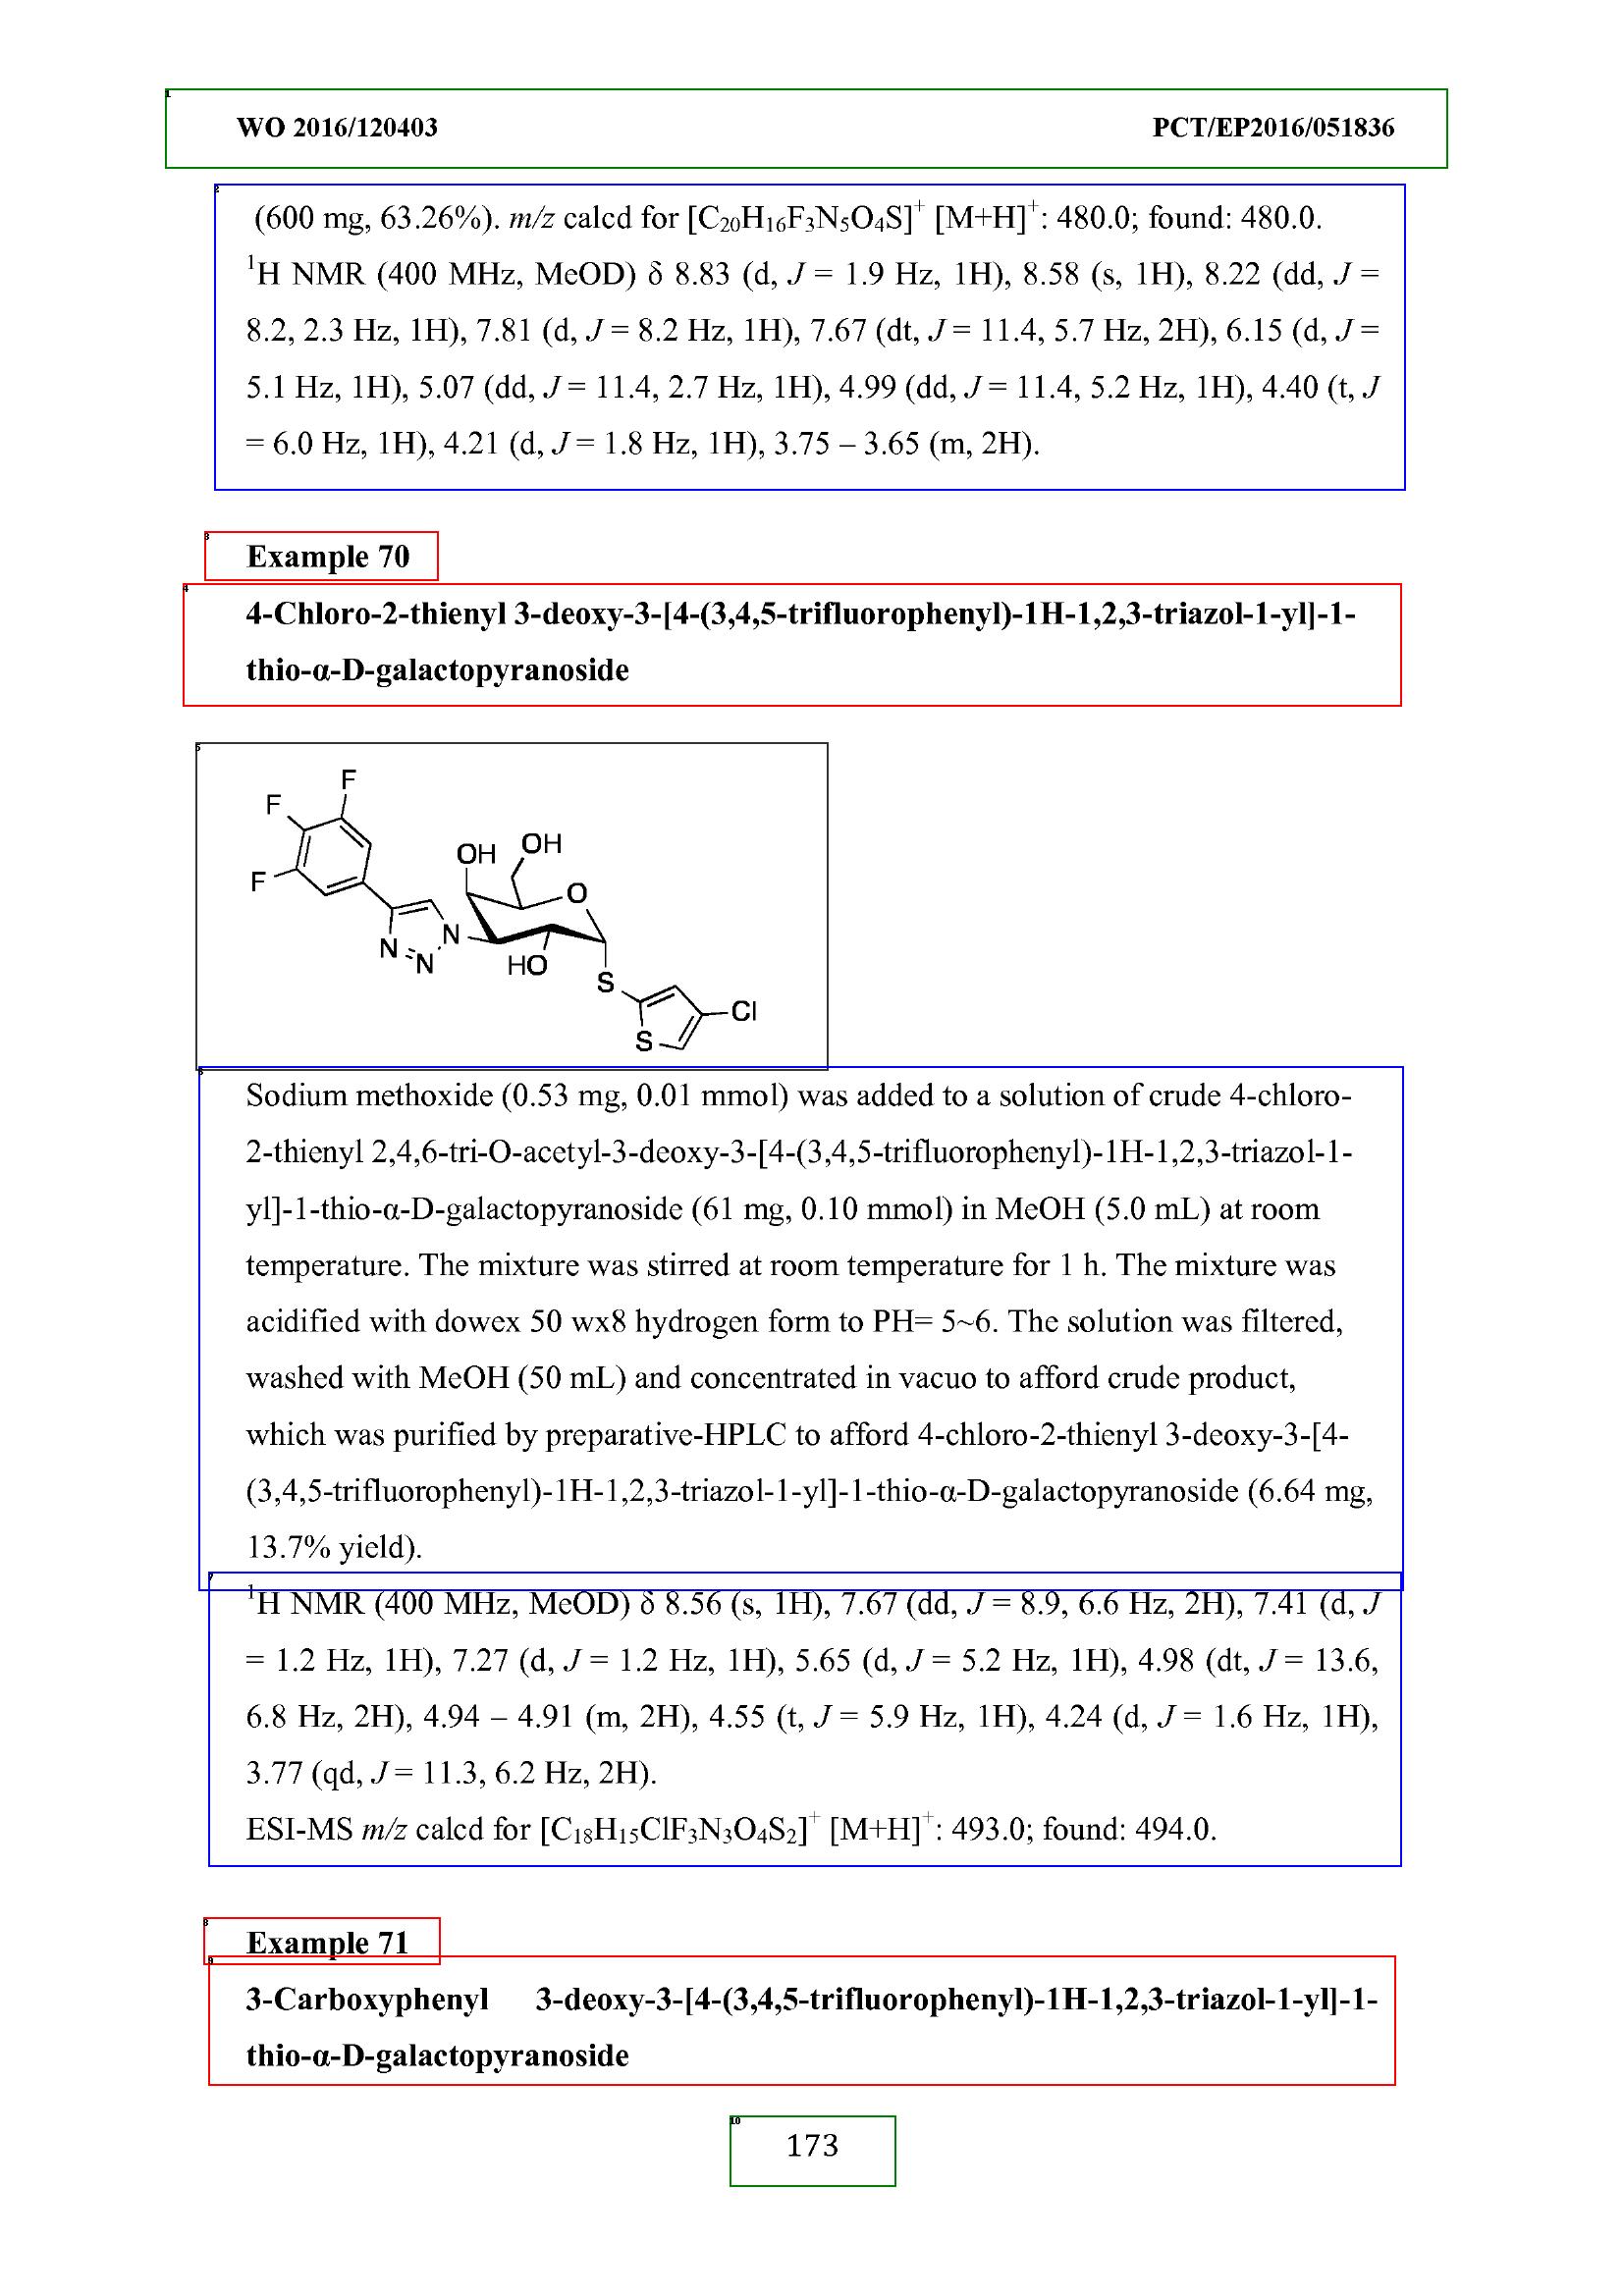 WO 2016/120403 PCT/EP2016/051836
(600 mg, 63.26%). m/z calcd for [C₂₀H₁₆F₃N₅O₄S]⁺ [M+H]⁺: 480.0; found: 480.0.
¹H NMR (400 MHz, MeOD) δ 8.83 (d, J = 1.9 Hz, 1H), 8.58 (s, 1H), 8.22 (dd, J =
8.2, 2.3 Hz, 1H), 7.81 (d, J = 8.2 Hz, 1H), 7.67 (dt, J = 11.4, 5.7 Hz, 2H), 6.15 (d, J =
5.1 Hz, 1H), 5.07 (dd, J = 11.4, 2.7 Hz, 1H), 4.99 (dd, J = 11.4, 5.2 Hz, 1H), 4.40 (t, J
= 6.0 Hz, 1H), 4.21 (d, J = 1.8 Hz, 1H), 3.75 – 3.65 (m, 2H).
Example 70
4-Chloro-2-thienyl 3-deoxy-3-[4-(3,4,5-trifluorophenyl)-1H-1,2,3-triazol-1-yl]-1-
thio-α-D-galactopyranoside
F
F
OH
OH
F
O
N
N
N
HO
S
Cl
S
Sodium methoxide (0.53 mg, 0.01 mmol) was added to a solution of crude 4-chloro-
2-thienyl 2,4,6-tri-O-acetyl-3-deoxy-3-[4-(3,4,5-trifluorophenyl)-1H-1,2,3-triazol-1-
yl]-1-thio-α-D-galactopyranoside (61 mg, 0.10 mmol) in MeOH (5.0 mL) at room
temperature. The mixture was stirred at room temperature for 1 h. The mixture was
acidified with dowex 50 wx8 hydrogen form to PH= 5~6. The solution was filtered,
washed with MeOH (50 mL) and concentrated in vacuo to afford crude product,
which was purified by preparative-HPLC to afford 4-chloro-2-thienyl 3-deoxy-3-[4-
(3,4,5-trifluorophenyl)-1H-1,2,3-triazol-1-yl]-1-thio-α-D-galactopyranoside (6.64 mg,
13.7% yield).
¹H NMR (400 MHz, MeOD) δ 8.56 (s, 1H), 7.67 (dd, J = 8.9, 6.6 Hz, 2H), 7.41 (d, J
= 1.2 Hz, 1H), 7.27 (d, J = 1.2 Hz, 1H), 5.65 (d, J = 5.2 Hz, 1H), 4.98 (dt, J = 13.6,
6.8 Hz, 2H), 4.94 – 4.91 (m, 2H), 4.55 (t, J = 5.9 Hz, 1H), 4.24 (d, J = 1.6 Hz, 1H),
3.77 (qd, J = 11.3, 6.2 Hz, 2H).
ESI-MS m/z calcd for [C₁₈H₁₅ClF₃N₃O₄S₂]⁺ [M+H]⁺: 493.0; found: 494.0.
Example 71
3-Carboxyphenyl 3-deoxy-3-[4-(3,4,5-trifluorophenyl)-1H-1,2,3-triazol-1-yl]-1-
thio-α-D-galactopyranoside
173